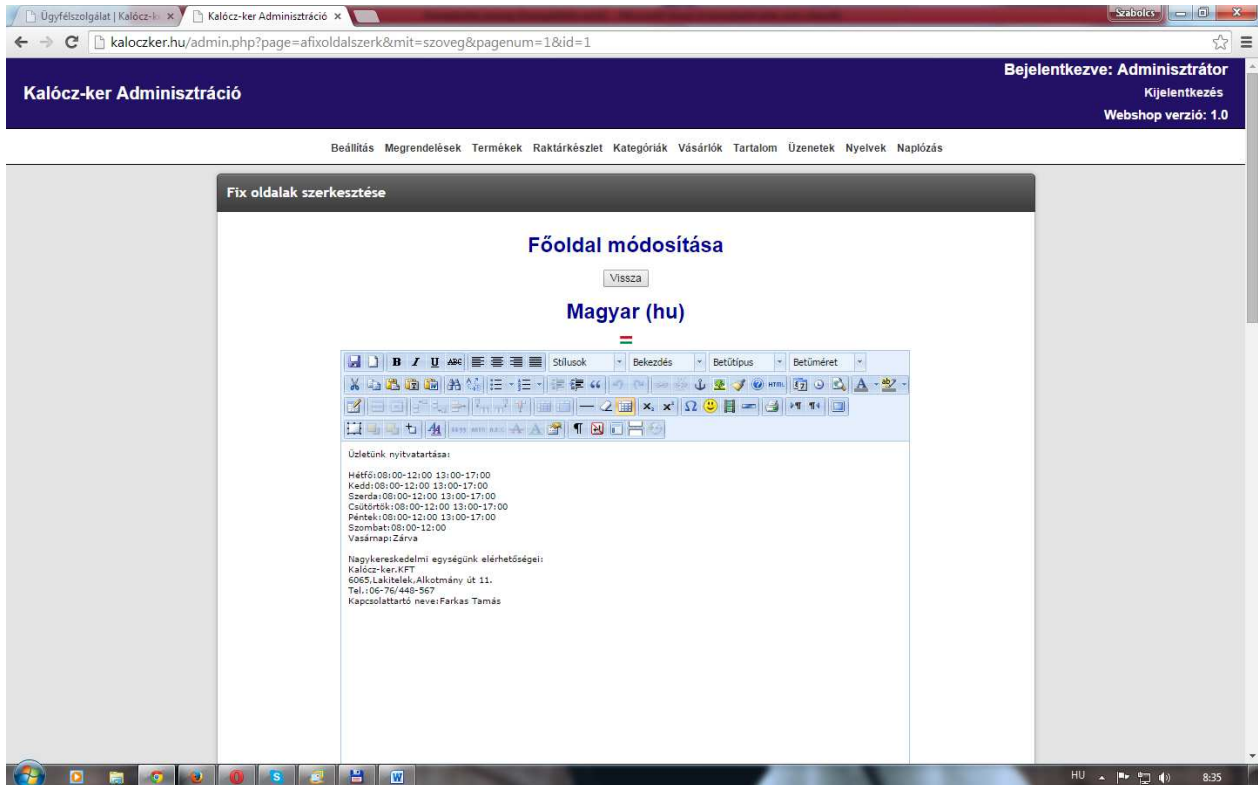 Ügyfélszolgálat | Kalócz-k
Kalócz-ker Adminisztráció
Szabolcs
kaloczker.hu/admin.php?page=afixoldalszerk&mit=szoveg&pagenum=1&id=1
Bejelentkezve: Adminisztrátor
Kalócz-ker Adminisztráció
Kijelentkezés
Webshop verzió: 1.0
Beállítás Megrendelések Termékek Raktárkészlet Kategóriák Vásárlók Tartalom Üzenetek Nyelvek Naplózás
Fix oldalak szerkesztése
Főoldal módosítása
Vissza
Magyar (hu)
B I U ABC Stílusok Bekezdés Betűtípus Betűméret
HTML
Üzletünk nyitvatartása:
Hétfő:08:00-12:00 13:00-17:00
Kedd:08:00-12:00 13:00-17:00
Szerda:08:00-12:00 13:00-17:00
Csütörtök:08:00-12:00 13:00-17:00
Péntek:08:00-12:00 13:00-17:00
Szombat:08:00-12:00
Vasárnap:Zárva
Nagykereskedelmi egységünk elérhetőségei:
Kalócz-ker.KFT
6065,Lakitelek,Alkotmány út 11.
Tel.:06-76/448-567
Kapcsolattartó neve:Farkas Tamás
HU 8:35